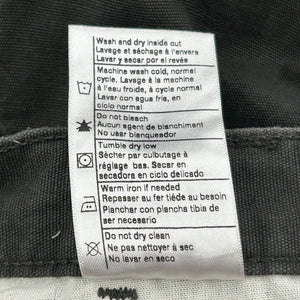 Wash and dry inside out
Lavage et séchage à l'envers
Lavar y secar por el revés
Machine wash cold, normal
cycle. Lavage à la machine
à l'eau froide, à cycle normal
Lavar con agua fria, en
ciclo normal
Do not bleach
Aucun agent de blanchiment
No usar blanqueador
Tumble dry low
Sècher par culbutage à
réglage bas. Secar en
secadora en ciclo delicado
Warm iron if needed
Repasser au fer tiède au besoin
Planchar con plancha tibia de
ser necesario
Do not dry clean
Ne pas nettoyer à sec
No lavar en seco